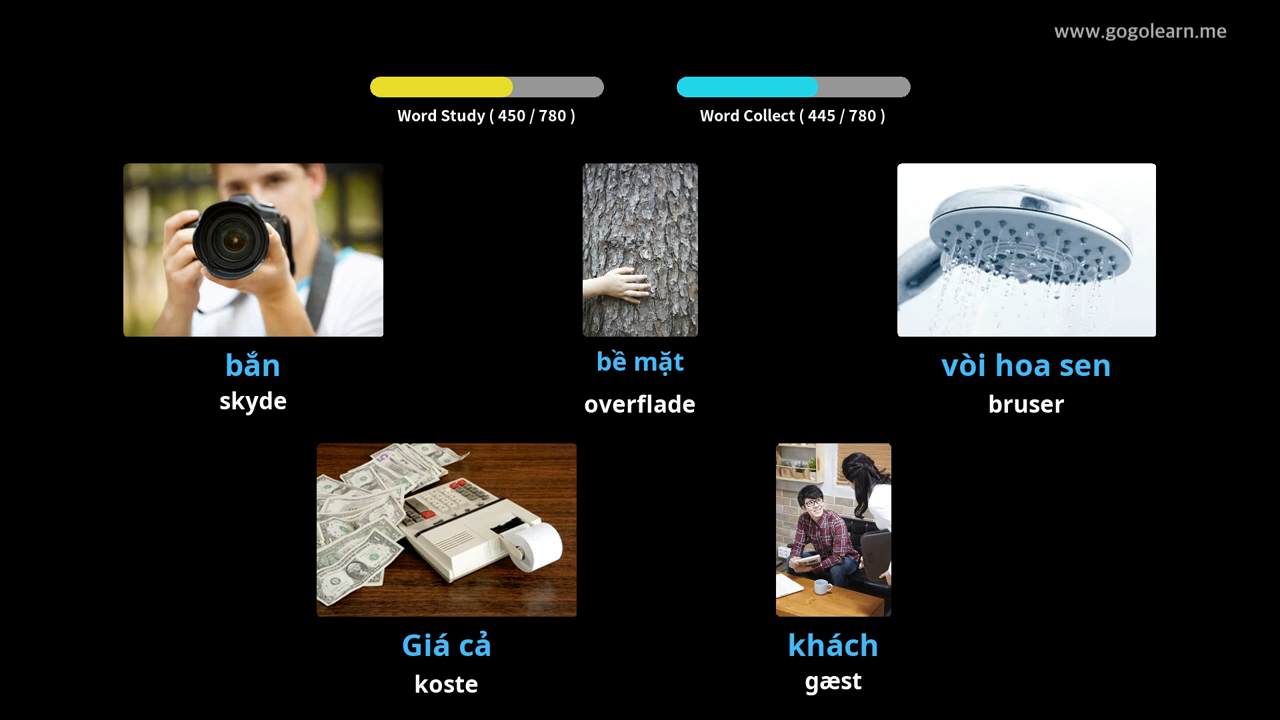 www.gogolearn.me
Word Study ( 450 / 780 )
Word Collect ( 445 / 780 )
bắn
skyde
bề mặt
overflade
vòi hoa sen
bruser
Giá cả
koste
khách
gæst